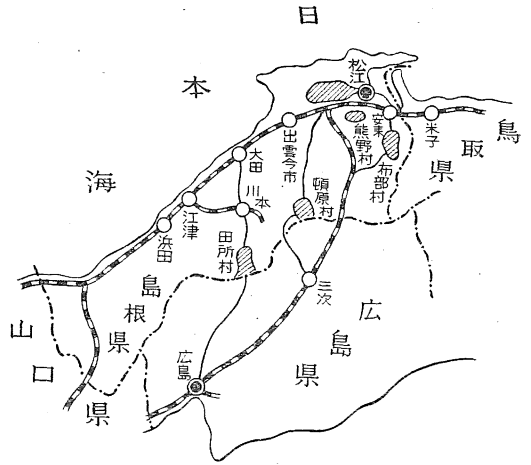 日本海
鳥取県
島根県
広島県
山口県
松江
米子
安東
熊野村
布部村
出雲今市
頓原村
大田
川本
江津
浜田
田所村
三次
広島